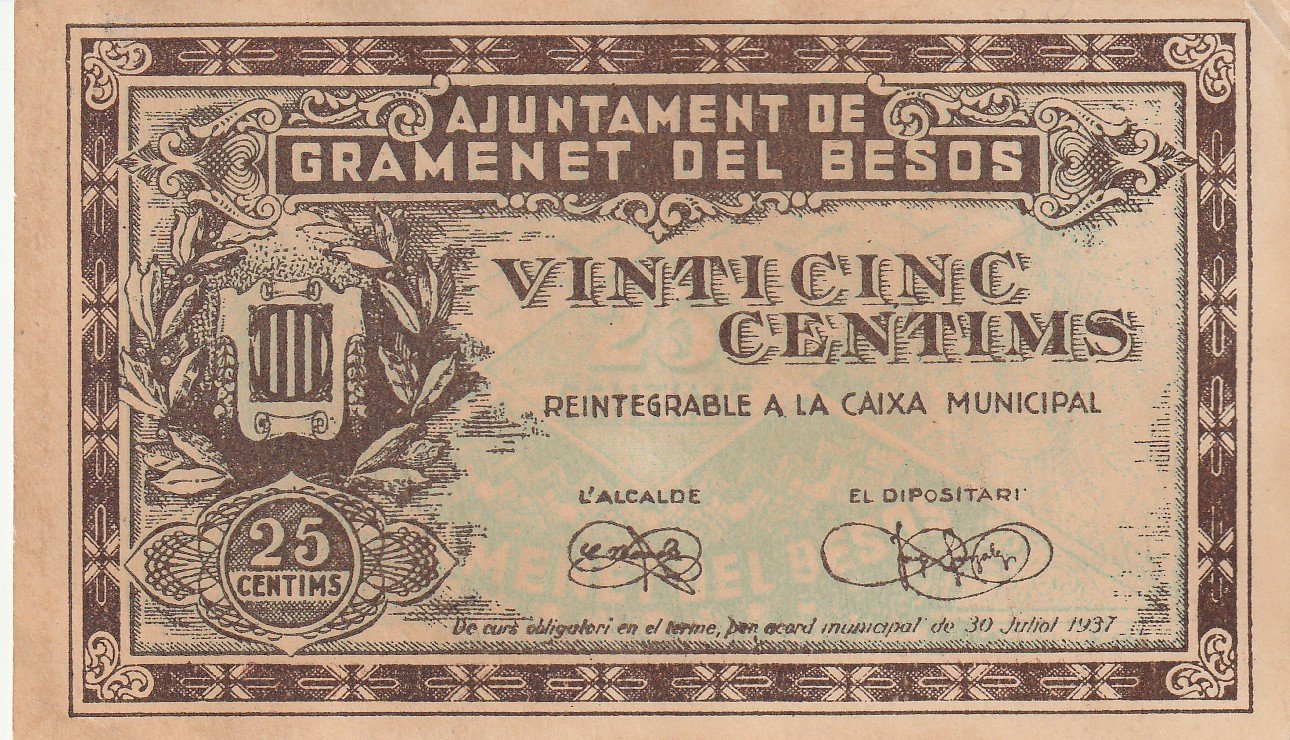 AJUNTAMENT DE
GRAMENET DEL BESOS
VINTICINC
CENTIMS
REINTEGRABLE A LA CAIXA MUNICIPAL
L'ALCALDE
EL DIPOSITARI
25
CENTIMS
De curs obligatori en el terme, per acord municipal de 30 Juliol 1937